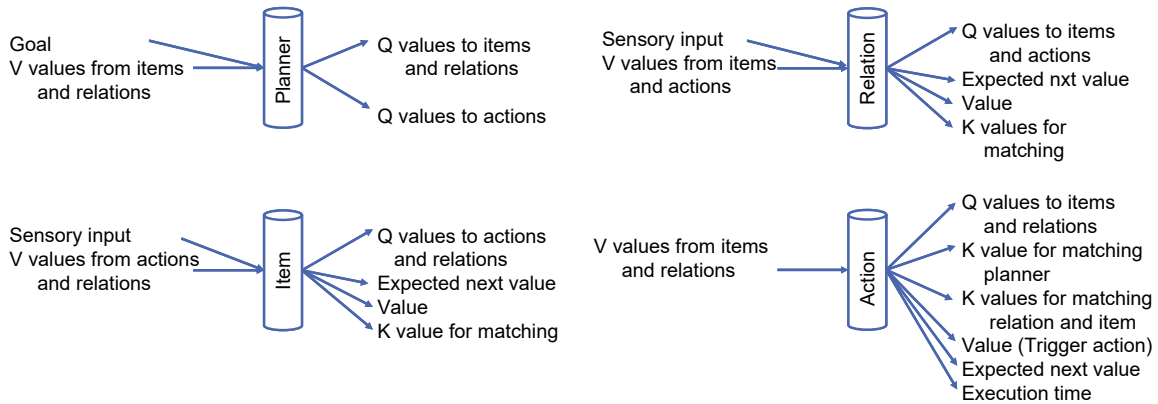 Goal
V values from items
and relations
Planner
Q values to items
and relations
Q values to actions
Sensory input
V values from items
and actions
Relation
Q values to items
and actions
Expected nxt value
Value
K values for
matching
Sensory input
V values from actions
and relations
Item
Q values to actions
and relations
Expected next value
Value
K value for matching
V values from items
and relations
Action
Q values to items
and relations
K value for matching
planner
K values for matching
relation and item
Value (Trigger action)
Expected next value
Execution time